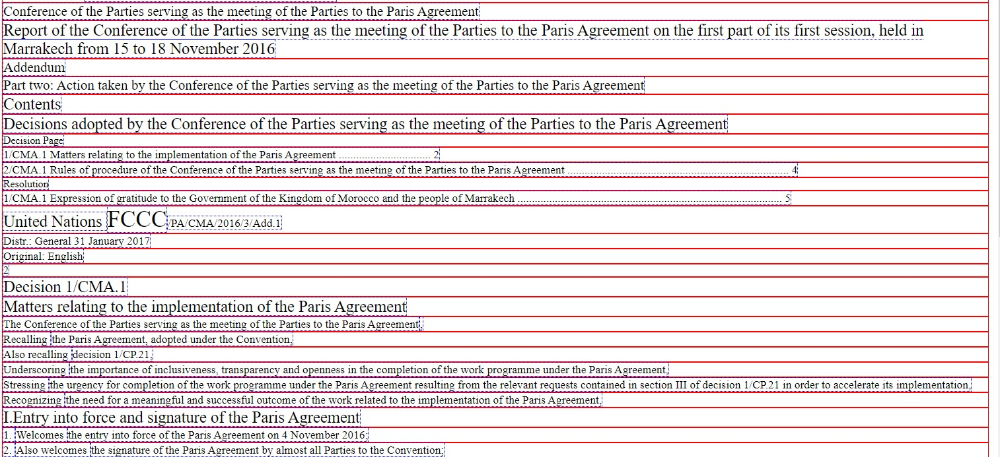 Conference of the Parties serving as the meeting of the Parties to the Paris Agreement
Report of the Conference of the Parties serving as the meeting of the Parties to the Paris Agreement on the first part of its first session, held in
Marrakech from 15 to 18 November 2016
Addendum
Part two: Action taken by the Conference of the Parties serving as the meeting of the Parties to the Paris Agreement
Contents
Decisions adopted by the Conference of the Parties serving as the meeting of the Parties to the Paris Agreement
Decision Page
1/CMA.1 Matters relating to the implementation of the Paris Agreement ................................ 2
2/CMA.1 Rules of procedure of the Conference of the Parties serving as the meeting of the Parties to the Paris Agreement ............................................................................. 4
Resolution
1/CMA.1 Expression of gratitude to the Government of the Kingdom of Morocco and the people of Marrakech ............................................................................................ 5
United Nations FCCC/PA/CMA/2016/3/Add.1
Distr.: General 31 January 2017
Original: English
2
Decision 1/CMA.1
Matters relating to the implementation of the Paris Agreement
The Conference of the Parties serving as the meeting of the Parties to the Paris Agreement,
Recalling the Paris Agreement, adopted under the Convention,
Also recalling decision 1/CP.21,
Underscoring the importance of inclusiveness, transparency and openness in the completion of the work programme under the Paris Agreement,
Stressing the urgency for completion of the work programme under the Paris Agreement resulting from the relevant requests contained in section III of decision 1/CP.21 in order to accelerate its implementation,
Recognizing the need for a meaningful and successful outcome of the work related to the implementation of the Paris Agreement,
I.Entry into force and signature of the Paris Agreement
1. Welcomes the entry into force of the Paris Agreement on 4 November 2016;
2. Also welcomes the signature of the Paris Agreement by almost all Parties to the Convention;